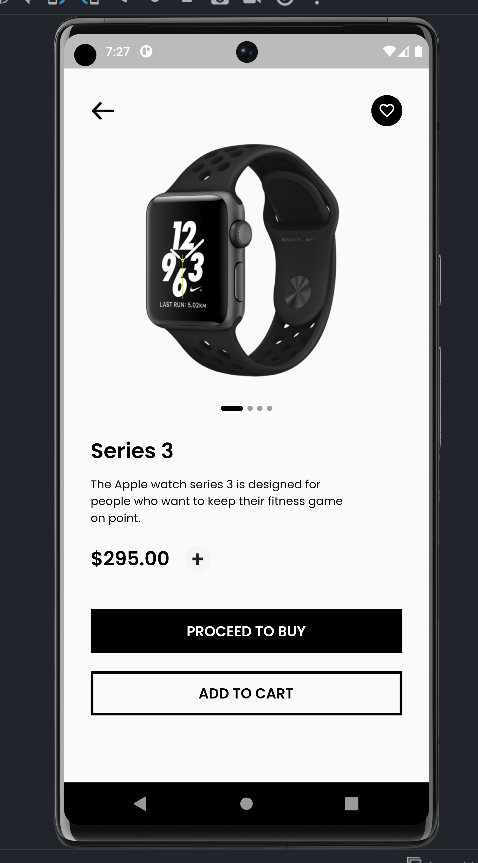 7:27
12
9 3
6
LAST RUN: 5.02KM
Series 3
The Apple watch series 3 is designed for
people who want to keep their fitness game
on point.
$295.00 +
PROCEED TO BUY
ADD TO CART